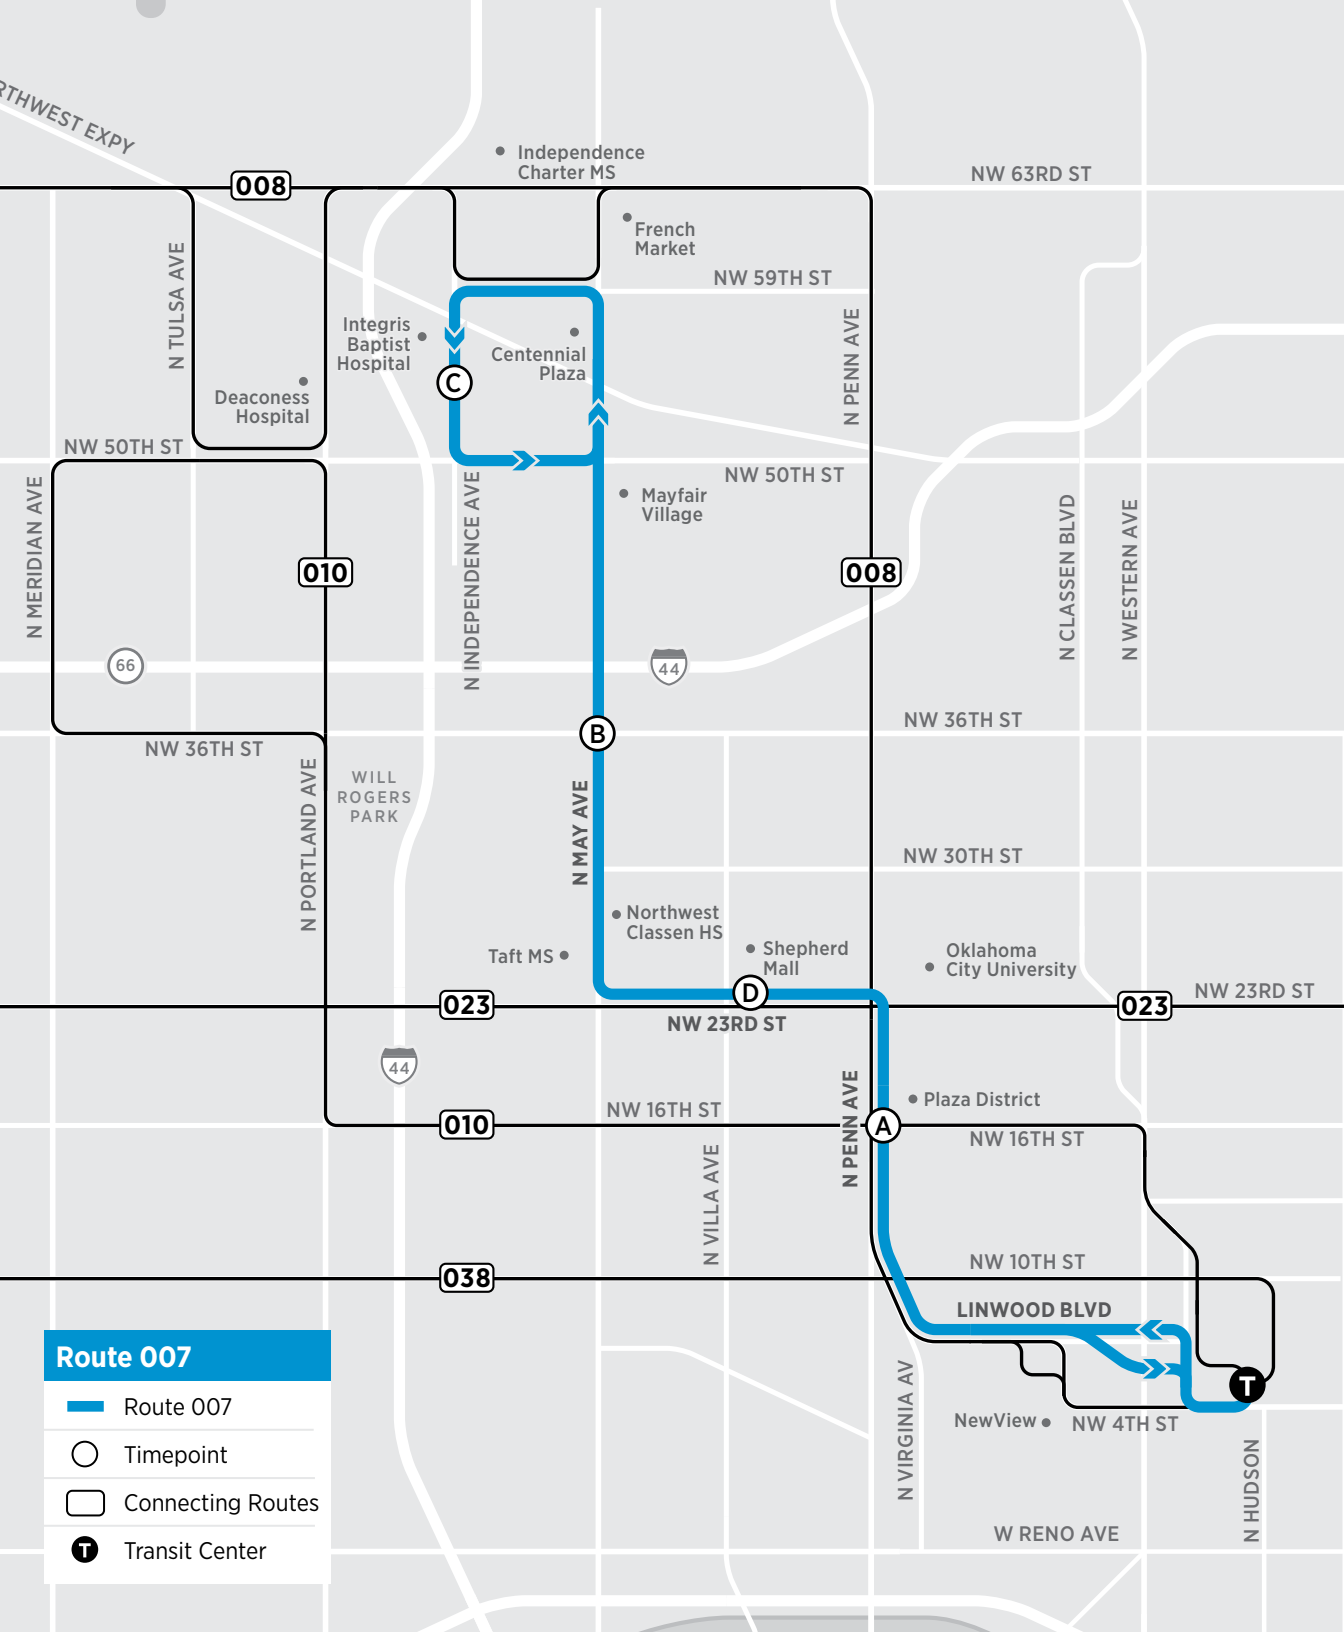 RTHWEST EXPY
Independence
Charter MS
NW 63RD ST
008
French
Market
N TULSA AVE
NW 59TH ST
Integris
Baptist
Hospital
Centennial
Plaza
N PENN AVE
C
Deaconess
Hospital
NW 50TH ST
NW 50TH ST
Mayfair
Village
N MERIDIAN AVE
N INDEPENDENCE AVE
N CLASSEN BLVD
N WESTERN AVE
010
008
66
44
NW 36TH ST
B
NW 36TH ST
N PORTLAND AVE
WILL
ROGERS
PARK
N MAY AVE
NW 30TH ST
Northwest
Classen HS
Taft MS
Shepherd
Mall
Oklahoma
City University
D
NW 23RD ST
023
023
NW 23RD ST
44
N PENN AVE
Plaza District
NW 16TH ST
010
A
NW 16TH ST
N VILLA AVE
NW 10TH ST
038
LINWOOD BLVD
T
N VIRGINIA AV
NewView
NW 4TH ST
N HUDSON
W RENO AVE
Route 007
Route 007
Timepoint
Connecting Routes
T
Transit Center